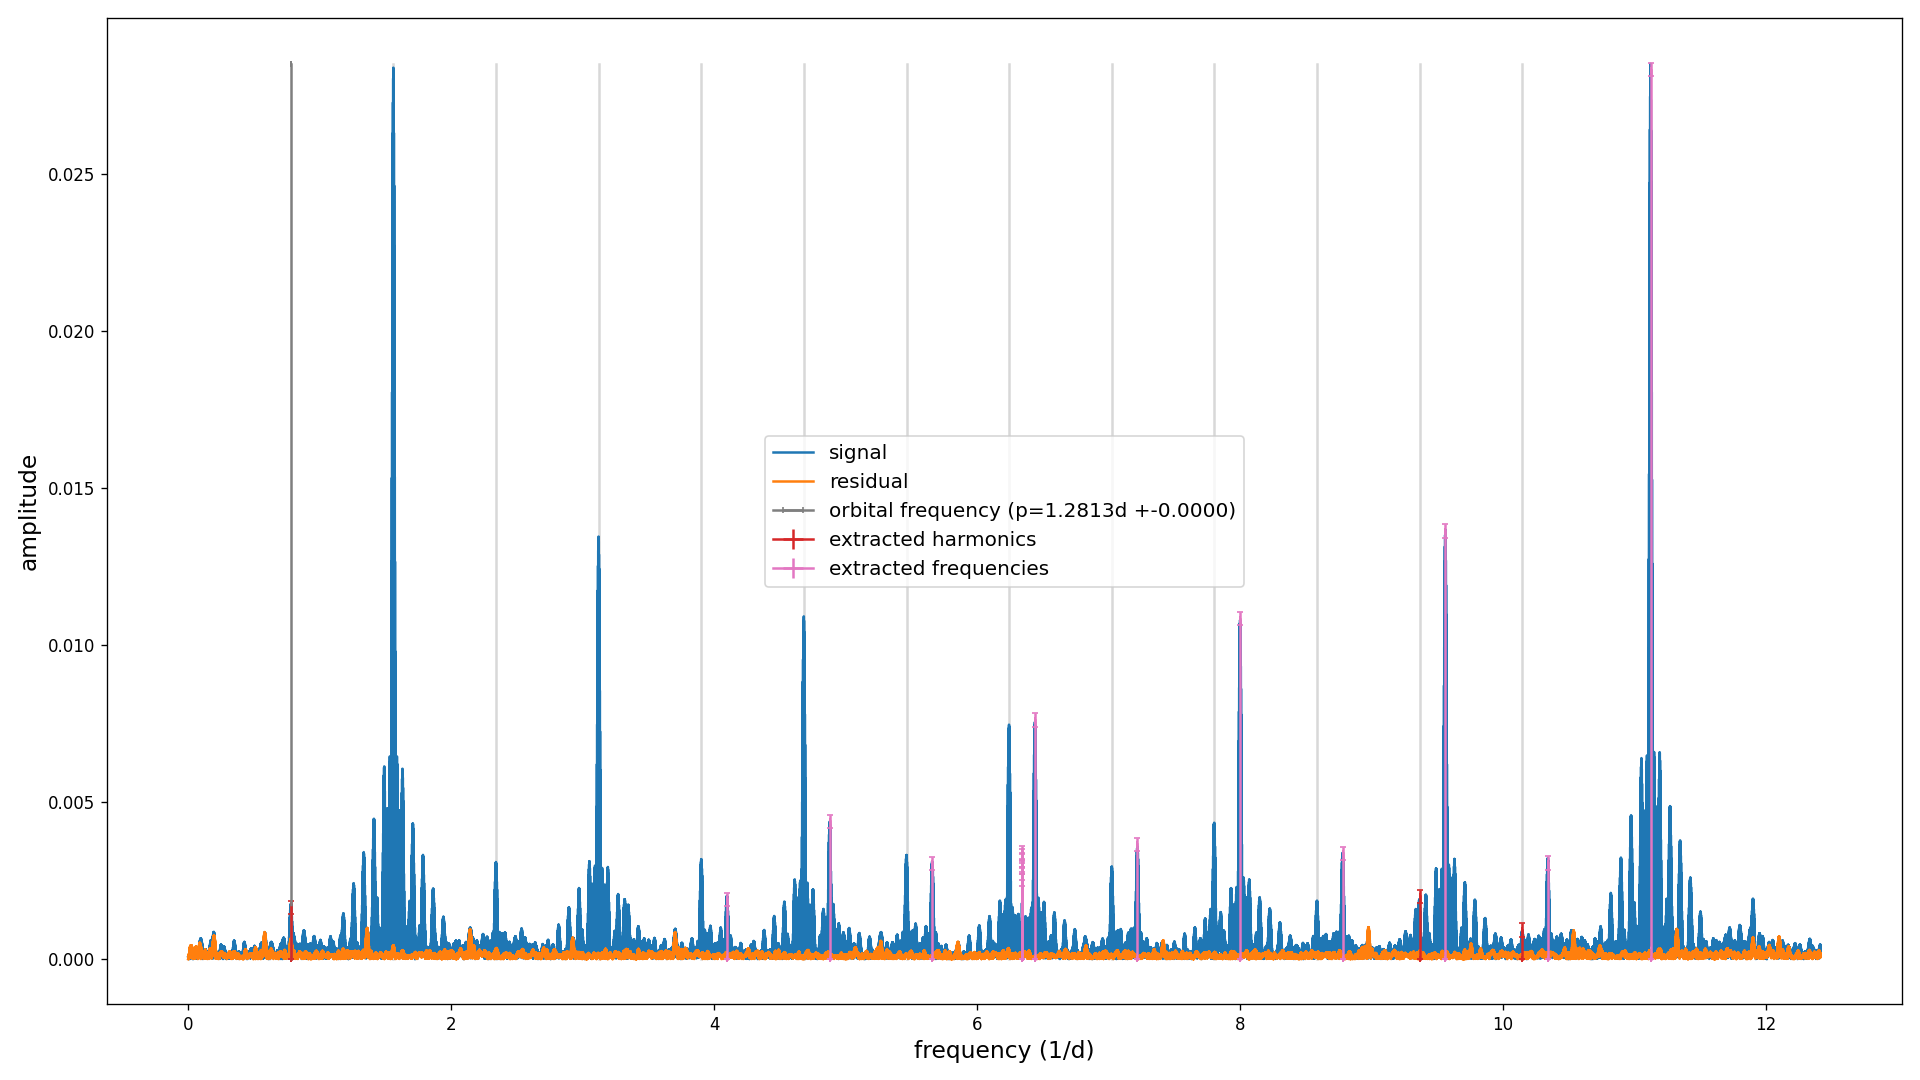 0.025
0.020
0.015
0.010
0.005
0.000
amplitude
signal
residual
orbital frequency (p=1.2813d +-0.0000)
extracted harmonics
extracted frequencies
0 2 4 6 8 10 12
frequency (1/d)